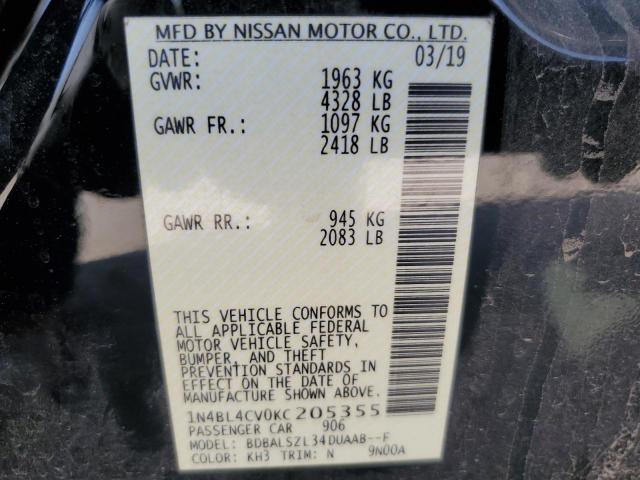 MFD BY NISSAN MOTOR CO., LTD.
DATE: 03/19
GVWR: 1963 KG
4328 LB
GAWR FR.: 1097 KG
2418 LB
GAWR RR.: 945 KG
2083 LB
THIS VEHICLE CONFORMS TO
ALL APPLICABLE FEDERAL
MOTOR VEHICLE SAFETY,
BUMPER, AND THEFT
PREVENTION STANDARDS IN
EFFECT ON THE DATE OF
MANUFACTURE SHOWN ABOVE.
1N4BL4CV0KC205355
PASSENGER CAR 906
MODEL: BDBALSZL34DUAAB--F
COLOR: KH3 TRIM: N 9N00A